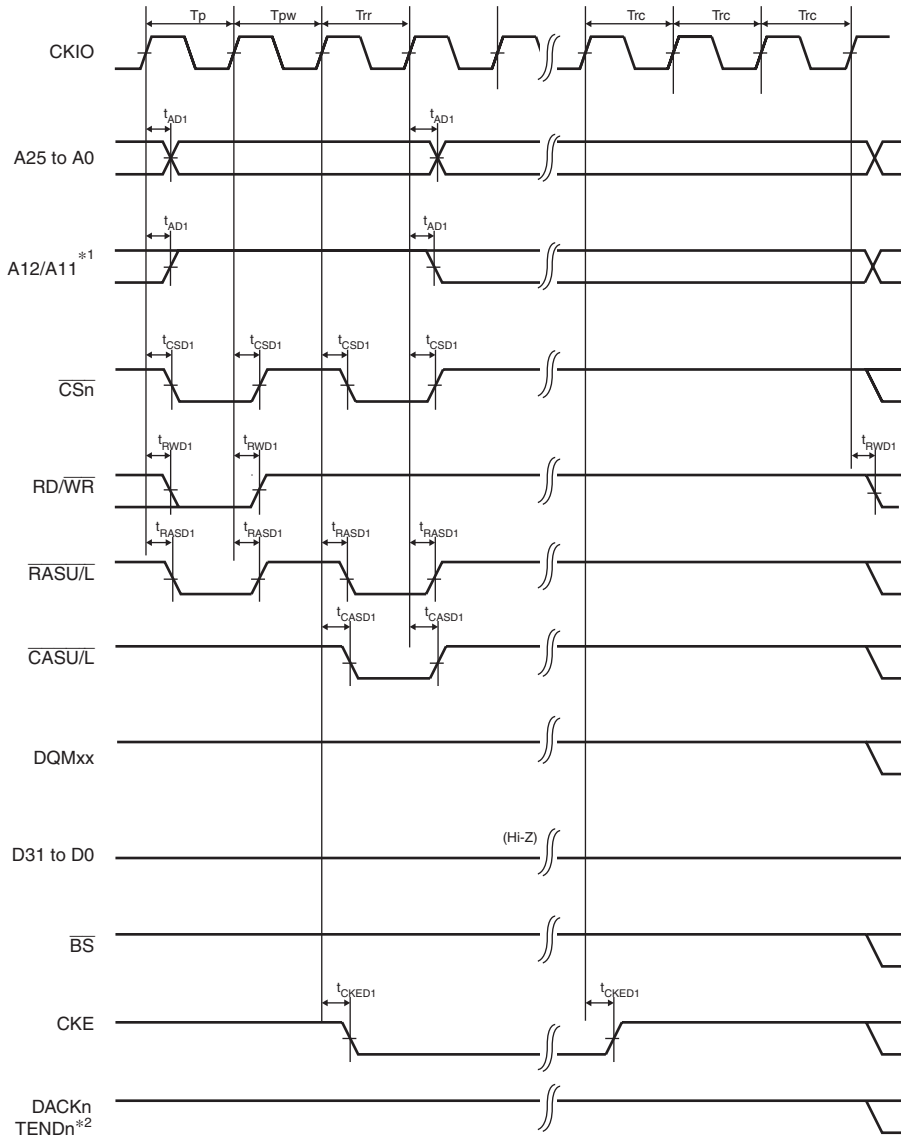 Tp Tpw Trr Trc Trc Trc
CKIO
tAD1 tAD1
A25 to A0
tAD1 tAD1
A12/A11*1
tCSD1 tCSD1 tCSD1 tCSD1
CSn
tRWD1 tRWD1 tRWD1
RD/WR
tRASD1 tRASD1 tRASD1 tRASD1
RASU/L
tCASD1 tCASD1
CASU/L
DQMxx
(Hi-Z)
D31 to D0
BS
tCKED1 tCKED1
CKE
DACKn
TENDn*2